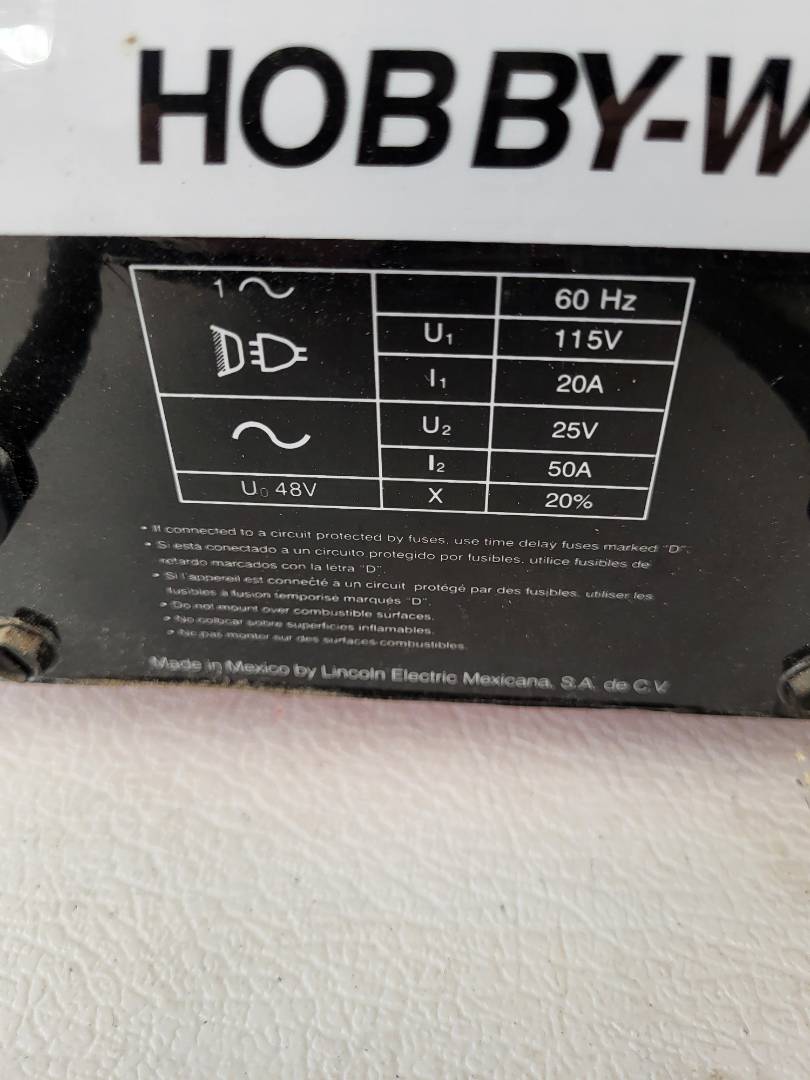 HOBBY-W
1 60 Hz
U1 115V
I1 20A
U2 25V
I2 50A
U0 48V X 20%
• If connected to a circuit protected by fuses, use time delay fuses marked "D".
• Si está conectado a un circuito protegido por fusibles, utilice fusibles de
retardo marcados con la letra "D".
• Si l'appereil est connecté à un circuit protégé par des fusibles, utiliser les
fusibles à fusion temporisé marqués "D".
• Do not mount over combustible surfaces.
• No colocar sobre superficies inflamables.
• Ne pas monter sur des surfaces combustibles.
Made in Mexico by Lincoln Electric Mexicana, S.A. de C.V.